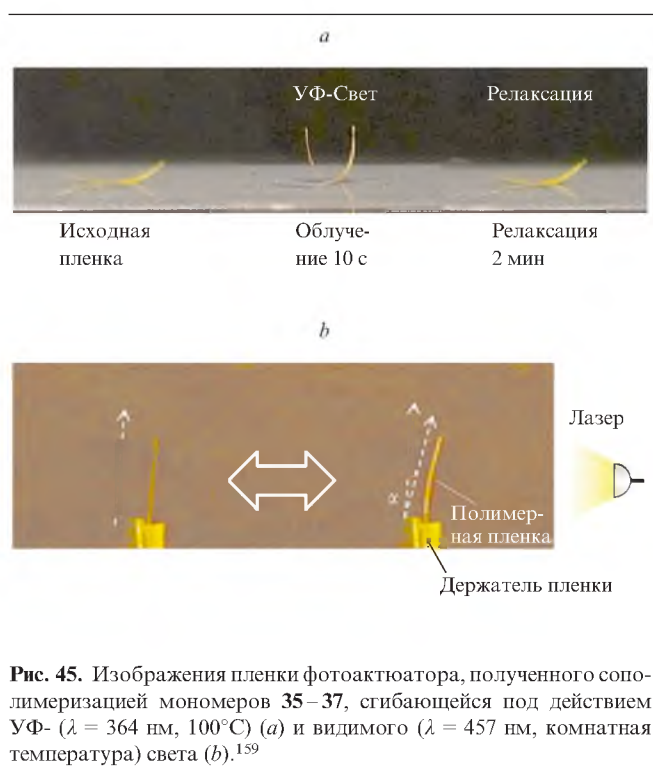 a
УФ-Свет
Релаксация
Исходная
пленка
Облуче-
ние 10 с
Релаксация
2 мин
b
Лазер
α
Полимер-
ная пленка
Держатель пленки
Рис. 45. Изображения пленки фотоактюатора, полученного сопо-
лимеризацией мономеров 35–37, сгибающейся под действием
УФ- (λ = 364 нм, 100°C) (a) и видимого (λ = 457 нм, комнатная
температура) света (b).¹⁵⁹